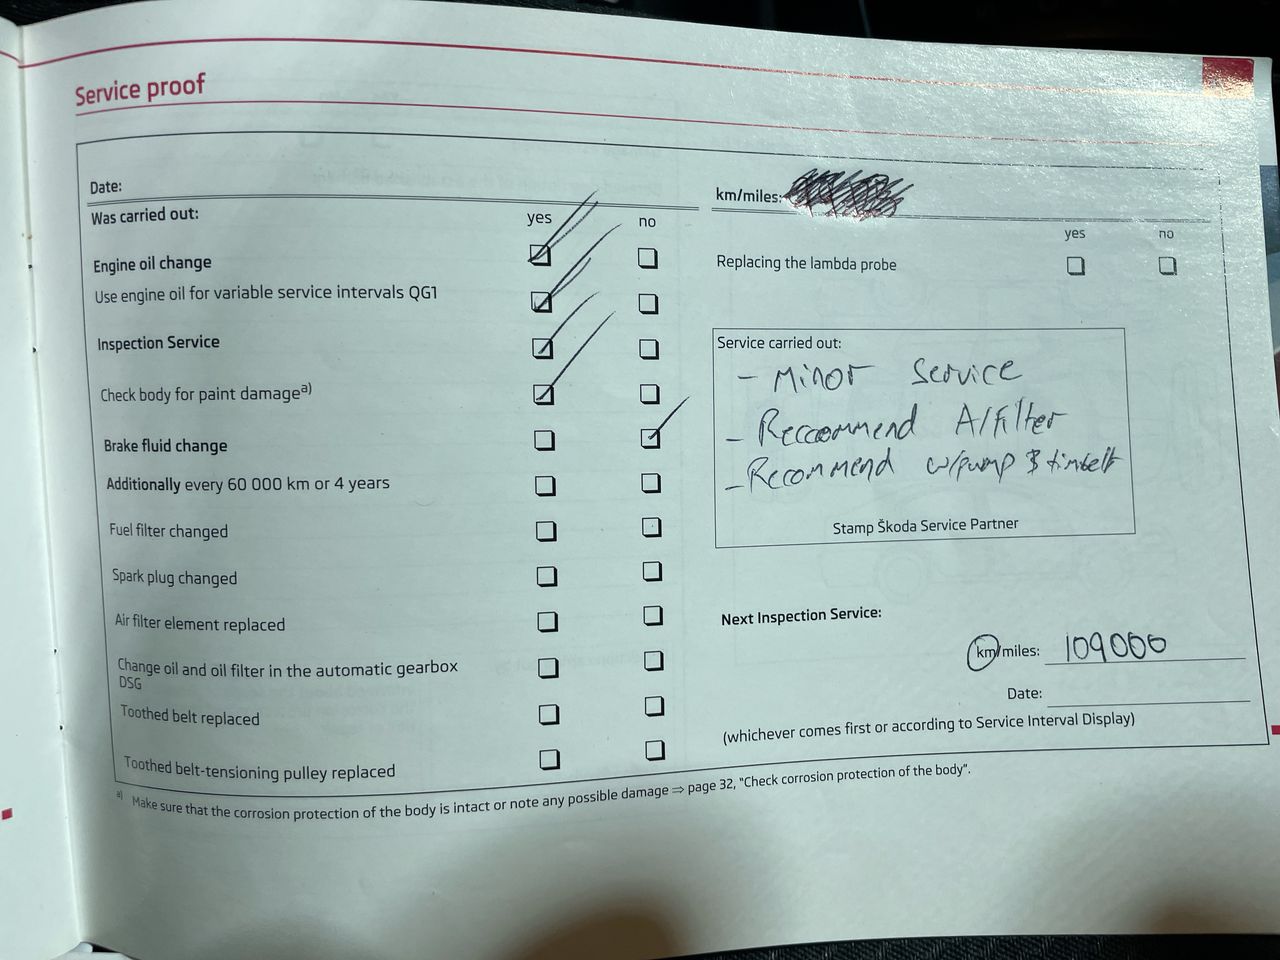 Service proof
Date:
km/miles:
Was carried out:
yes
no
yes
no
Engine oil change
Replacing the lambda probe
Use engine oil for variable service intervals QG1
Inspection Service
Check body for paint damage a)
Brake fluid change
Additionally every 60 000 km or 4 years
Fuel filter changed
Spark plug changed
Air filter element replaced
Change oil and oil filter in the automatic gearbox
DSG
Toothed belt replaced
Toothed belt-tensioning pulley replaced
Service carried out:
- Minor Service
- Reccommend A/Filter
- Recommend w/pump & timbelt
Stamp Škoda Service Partner
Next Inspection Service:
km/miles: 109000
Date:
(whichever comes first or according to Service Interval Display)
a) Make sure that the corrosion protection of the body is intact or note any possible damage ⇒ page 32, "Check corrosion protection of the body".